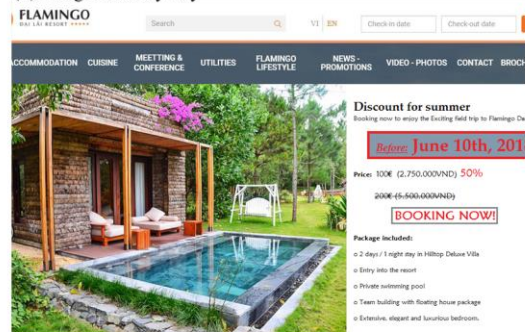 FLAMINGO
ĐẠI LẢI RESORT
Search
VI EN
Check-in date
Check-out date
ACCOMMODATION CUISINE MEETTING & CONFERENCE UTILITIES FLAMINGO LIFESTYLE NEWS - PROMOTIONS VIDEO - PHOTOS CONTACT
Discount for summer
Booking now to enjoy the Exciting field trip to Flamingo
Before: June 10th,
Price: 100€ (2.750.000VND) 50%
200€ (5.500.000VND)
BOOKING NOW!
Package included:
o 2 days/ 1 night stay in Hilltop Deluxe Villa
o Entry into the resort
o Private swimming pool
o Team building with floating house package
o Extensive, elegant and luxurious bedroom.